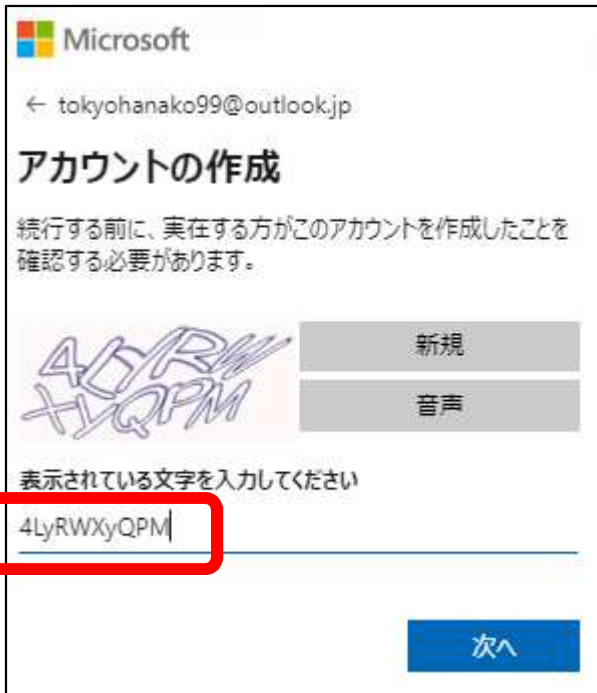 Microsoft
← tokyohanako99@outlook.jp
アカウントの作成
続行する前に、実在する方がこのアカウントを作成したことを
確認する必要があります。
4LyRW
XyQPM
新規
音声
表示されている文字を入力してください
4LyRWXyQPM
次へ